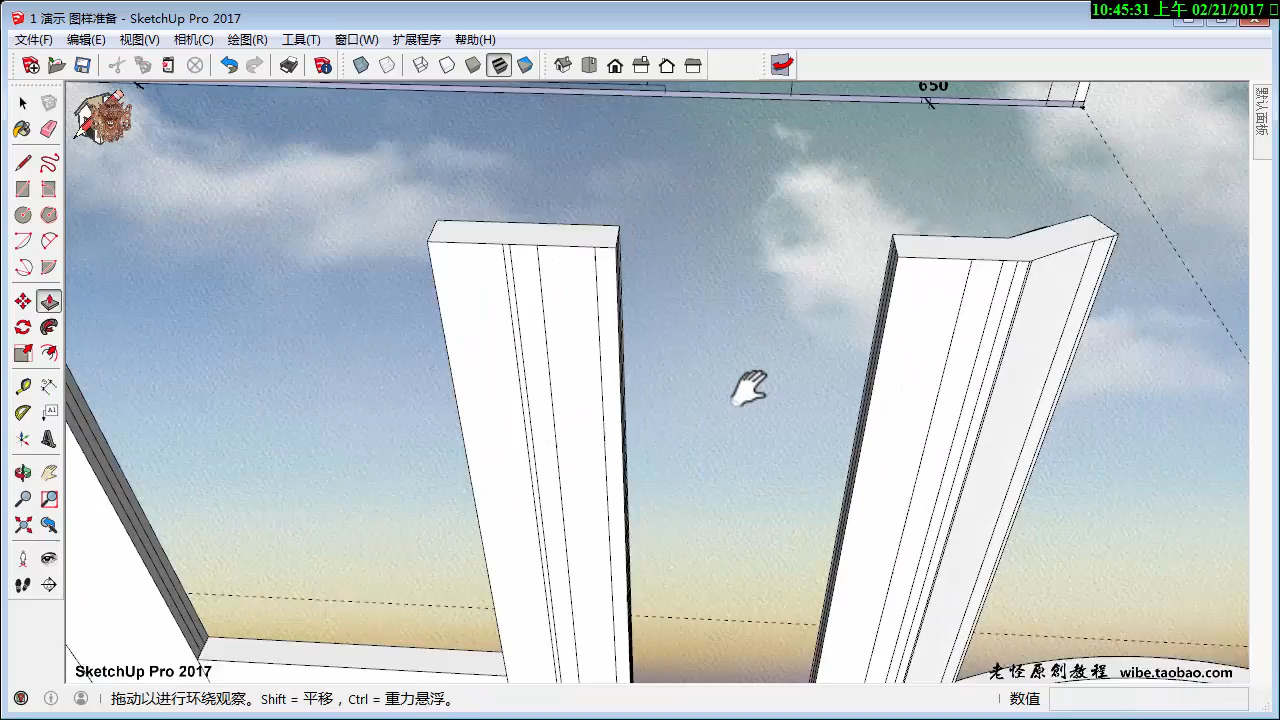 10:45:31 上午 02/21/2017
1 演示 图样准备 - SketchUp Pro 2017
文件(F) 编辑(E) 视图(V) 相机(C) 绘图(R) 工具(T) 窗口(W) 扩展程序 帮助(H)
650
默认面板
A1
SketchUp Pro 2017
老怪原创教程 wibe.taobao.com
拖动以进行环绕观察。Shift = 平移，Ctrl = 重力悬浮。
数值